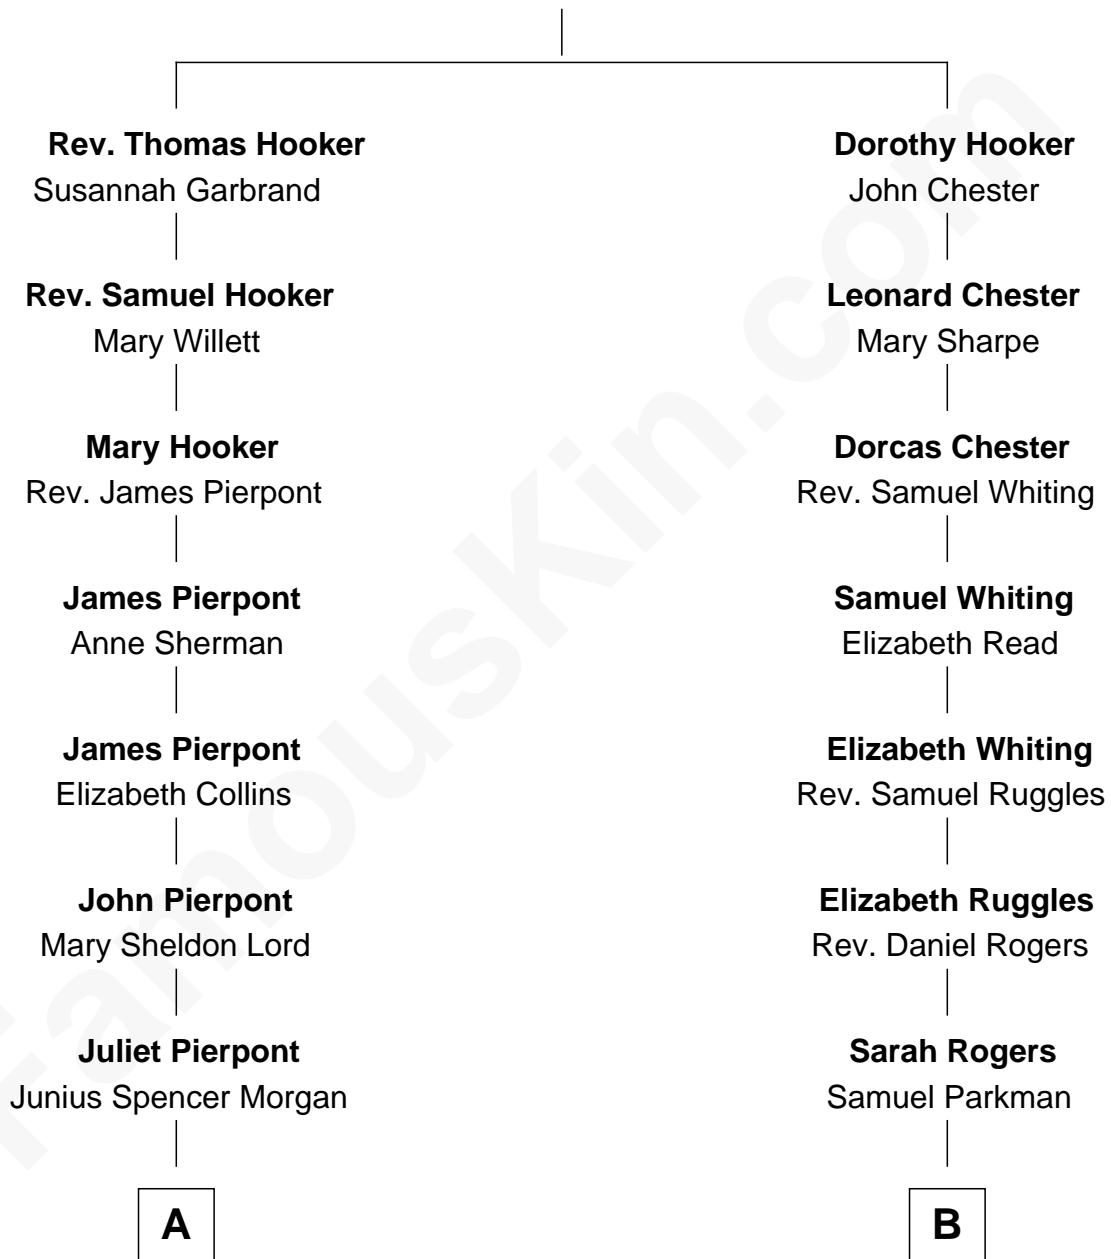 Rev. Thomas Hooker
Susannah Garbrand
Rev. Samuel Hooker
Mary Willett
Mary Hooker
Rev. James Pierpont
James Pierpont
Anne Sherman
James Pierpont
Elizabeth Collins
John Pierpont
Mary Sheldon Lord
Juliet Pierpont
Junius Spencer Morgan
A
Dorothy Hooker
John Chester
Leonard Chester
Mary Sharpe
Dorcas Chester
Rev. Samuel Whiting
Samuel Whiting
Elizabeth Read
Elizabeth Whiting
Rev. Samuel Ruggles
Elizabeth Ruggles
Rev. Daniel Rogers
Sarah Rogers
Samuel Parkman
B
FamousKin.com